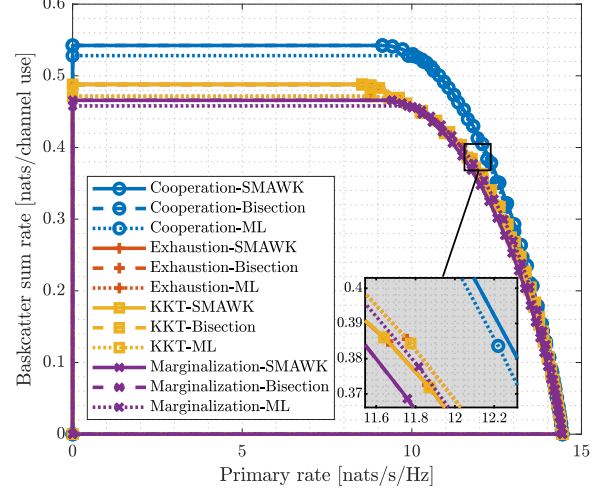 0.6
0.5
0.4
0.3
0.2
0.1
0
Baskcatter sum rate [nats/channel use]
Cooperation-SMAWK
Cooperation-Bisection
Cooperation-ML
Exhaustion-SMAWK
Exhaustion-Bisection
Exhaustion-ML
KKT-SMAWK
KKT-Bisection
KKT-ML
Marginalization-SMAWK
Marginalization-Bisection
Marginalization-ML
0.4
0.39
0.38
0.37
11.6 11.8 12 12.2
0 5 10 15
Primary rate [nats/s/Hz]